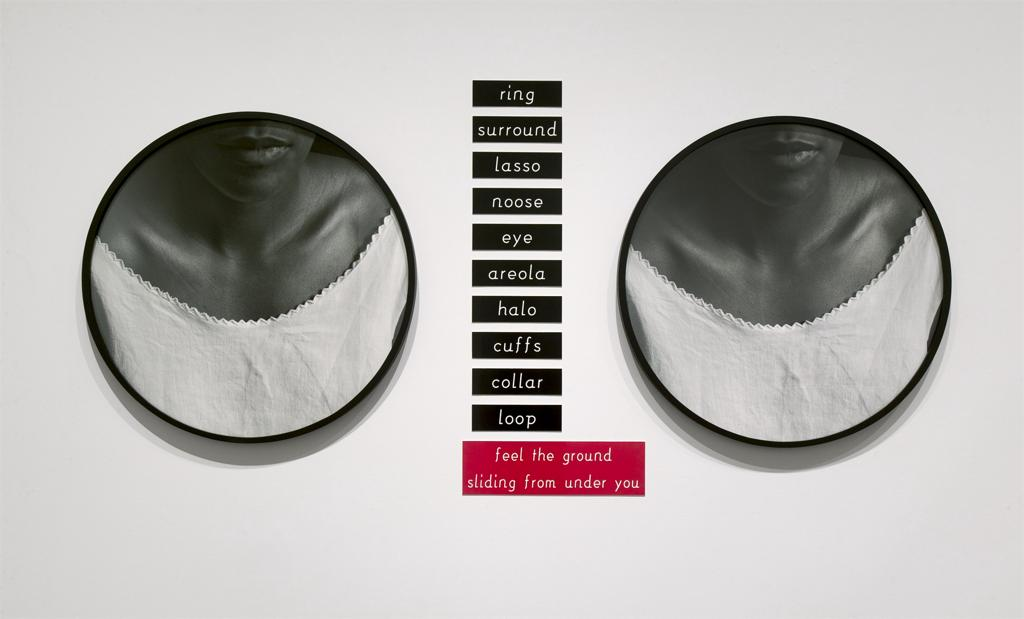 ring
surround
lasso
noose
eye
areola
halo
cuffs
collar
loop
feel the ground
sliding from under you